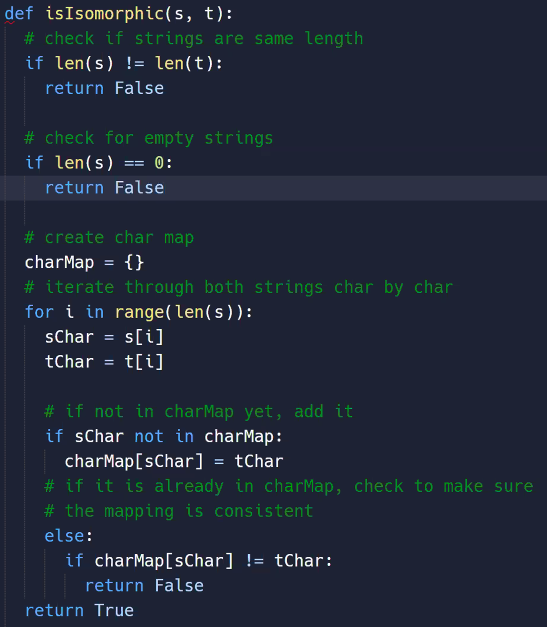 def isIsomorphic(s, t):
  # check if strings are same length
  if len(s) != len(t):
    return False

  # check for empty strings
  if len(s) == 0:
    return False

  # create char map
  charMap = {}
  # iterate through both strings char by char
  for i in range(len(s)):
    sChar = s[i]
    tChar = t[i]

    # if not in charMap yet, add it
    if sChar not in charMap:
      charMap[sChar] = tChar
    # if it is already in charMap, check to make sure
    # the mapping is consistent
    else:
      if charMap[sChar] != tChar:
        return False
  return True